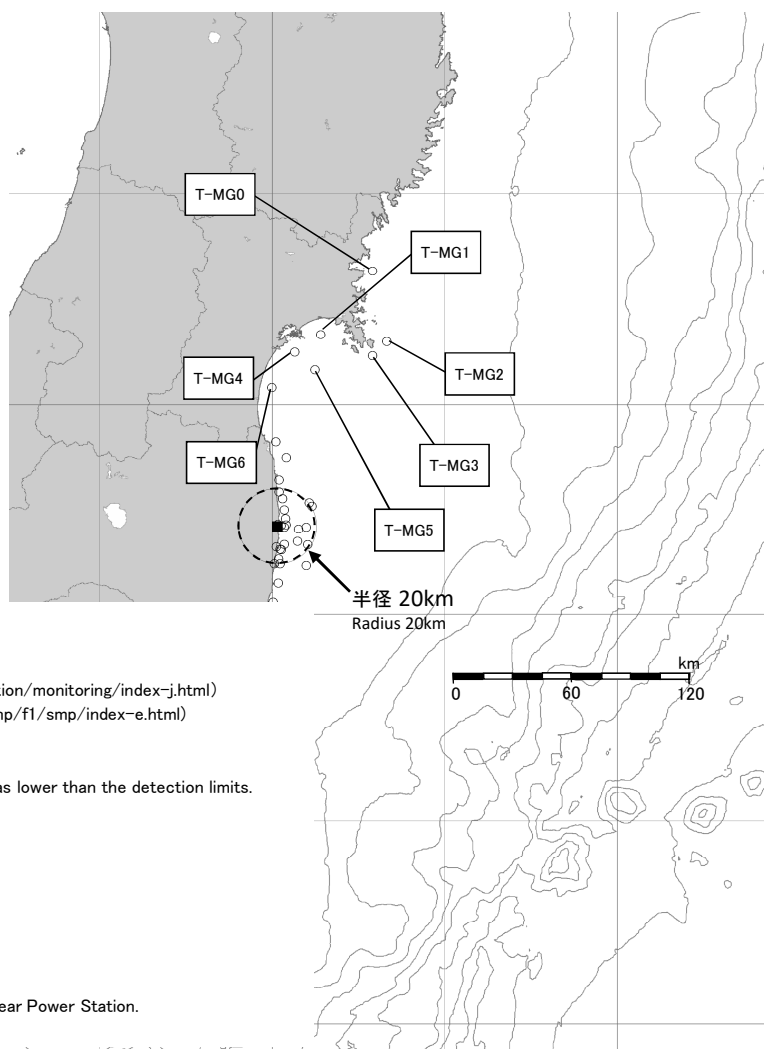 T-MG0
T-MG1
T-MG4
T-MG2
T-MG6
T-MG3
T-MG5
半径 20km
Radius 20km
km
0 60 120
ion/monitoring/index-j.html)
np/f1/smp/index-e.html)
as lower than the detection limits.
ear Power Station.